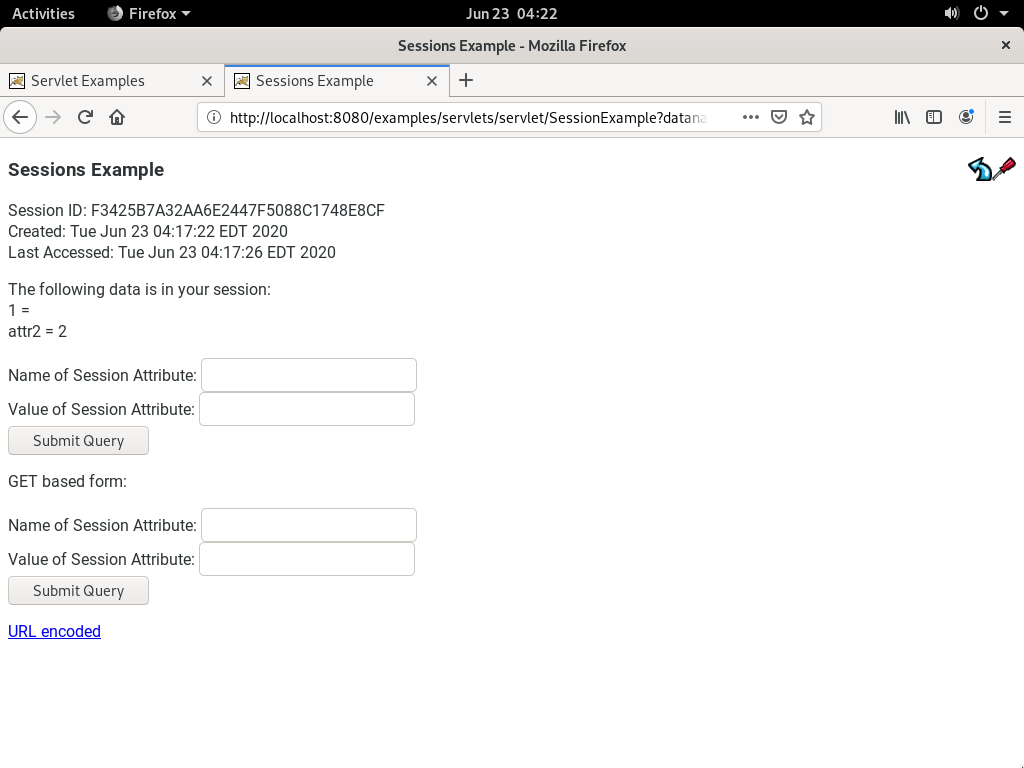 Activities Firefox Jun 23 04:22
Sessions Example - Mozilla Firefox
Servlet Examples Sessions Example
http://localhost:8080/examples/servlets/servlet/SessionExample?datana
Sessions Example
Session ID: F3425B7A32AA6E2447F5088C1748E8CF
Created: Tue Jun 23 04:17:22 EDT 2020
Last Accessed: Tue Jun 23 04:17:26 EDT 2020
The following data is in your session:
1 =
attr2 = 2
Name of Session Attribute:
Value of Session Attribute:
Submit Query
GET based form:
Name of Session Attribute:
Value of Session Attribute:
Submit Query
URL encoded